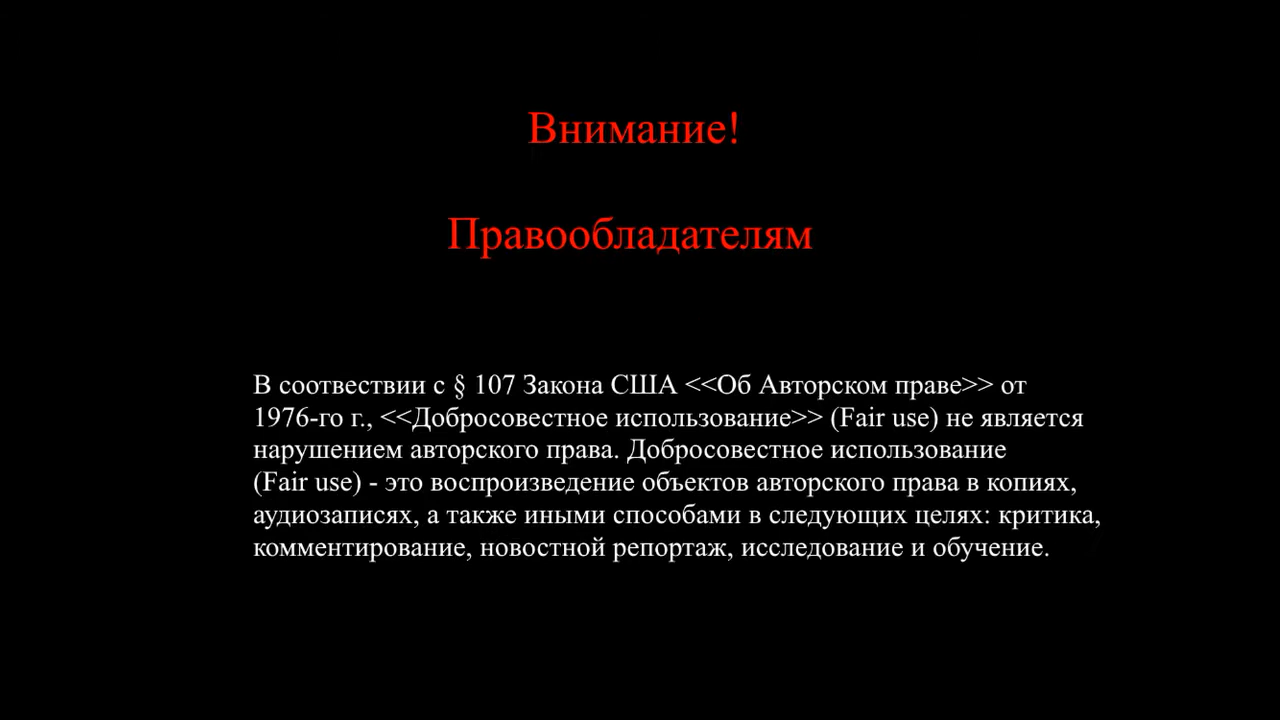 Внимание!
Правообладателям
В соотвествии с § 107 Закона США <<Об Авторском праве>> от
1976-го г., <<Добросовестное использование>> (Fair use) не является
нарушением авторского права. Добросовестное использование
(Fair use) - это воспроизведение объектов авторского права в копиях,
аудиозаписях, а также иными способами в следующих целях: критика,
комментирование, новостной репортаж, исследование и обучение.